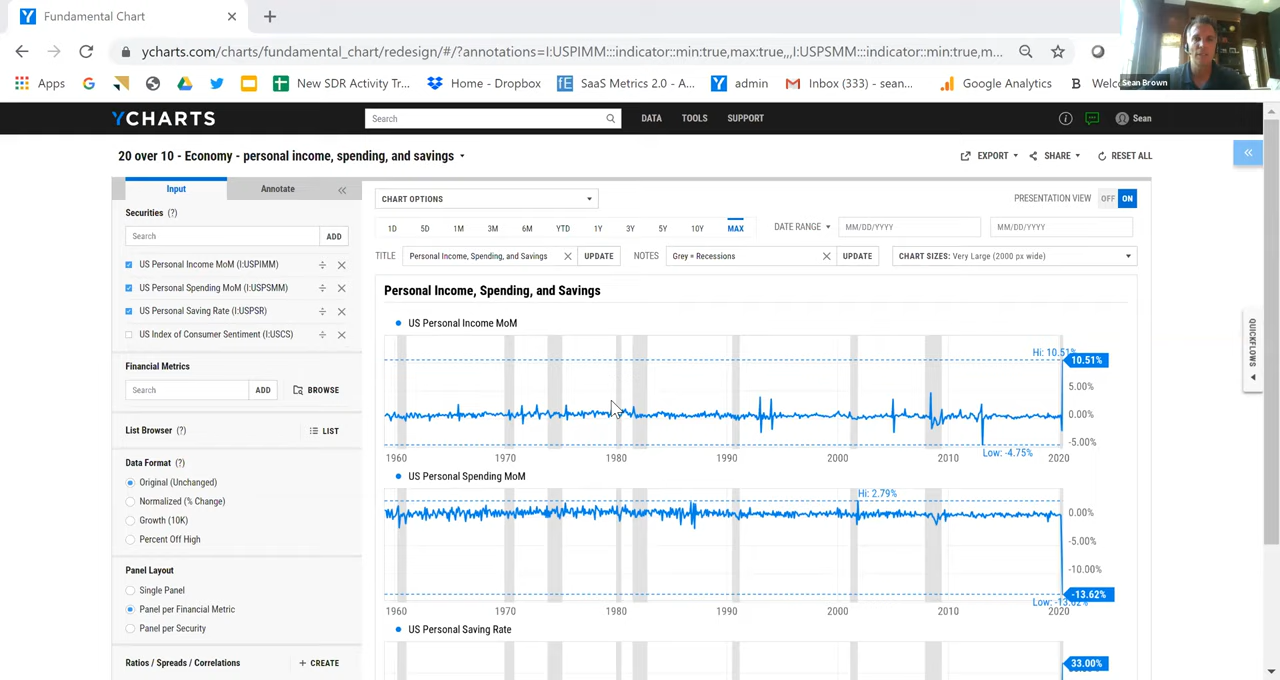 Fundamental Chart
ycharts.com/charts/fundamental_chart/redesign/#/?annotations=I:USPIMM:::indicator::min:true,max:true,,,I:USPSMM:::indicator::min:true,m...
Apps
New SDR Activity Tr...
Home - Dropbox
SaaS Metrics 2.0 - A...
admin
Inbox (333) - sean...
Google Analytics
Welc
Sean Brown
YCHARTS
Search
DATA
TOOLS
SUPPORT
Sean
20 over 10 - Economy - personal income, spending, and savings
EXPORT
SHARE
RESET ALL
Input
Annotate
CHART OPTIONS
PRESENTATION VIEW OFF ON
Securities (?)
1D 5D 1M 3M 6M YTD 1Y 3Y 5Y 10Y MAX
DATE RANGE MM/DD/YYYY MM/DD/YYYY
Search ADD
TITLE Personal Income, Spending, and Savings UPDATE
NOTES Grey = Recessions UPDATE
CHART SIZES: Very Large (2000 px wide)
US Personal Income MoM (I:USPIMM)
US Personal Spending MoM (I:USPSMM)
US Personal Saving Rate (I:USPSR)
US Index of Consumer Sentiment (I:USCS)
Financial Metrics
Search ADD BROWSE
List Browser (?) LIST
Data Format (?)
Original (Unchanged)
Normalized (% Change)
Growth (10K)
Percent Off High
Panel Layout
Single Panel
Panel per Financial Metric
Panel per Security
Ratios / Spreads / Correlations + CREATE
Personal Income, Spending, and Savings
US Personal Income MoM
Hi: 10.51%
10.51%
5.00%
0.00%
-5.00%
Low: -4.75%
1960 1970 1980 1990 2000 2010 2020
US Personal Spending MoM
Hi: 2.79%
0.00%
-5.00%
-10.00%
-13.62%
Low: -13.62%
1960 1970 1980 1990 2000 2010 2020
US Personal Saving Rate
33.00%
QUICKFLOWS